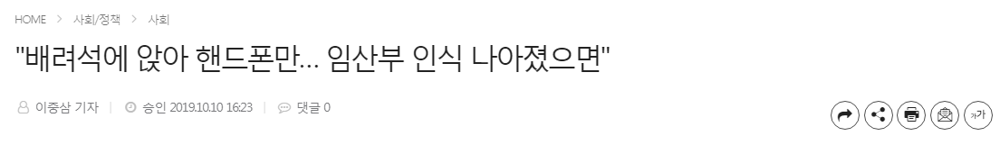 HOME > 사회/정책 > 사회
"배려석에 앉아 핸드폰만... 임산부 인식 나아졌으면"
이중삼 기자 | 승인 2019.10.10 16:23 | 댓글 0
가가